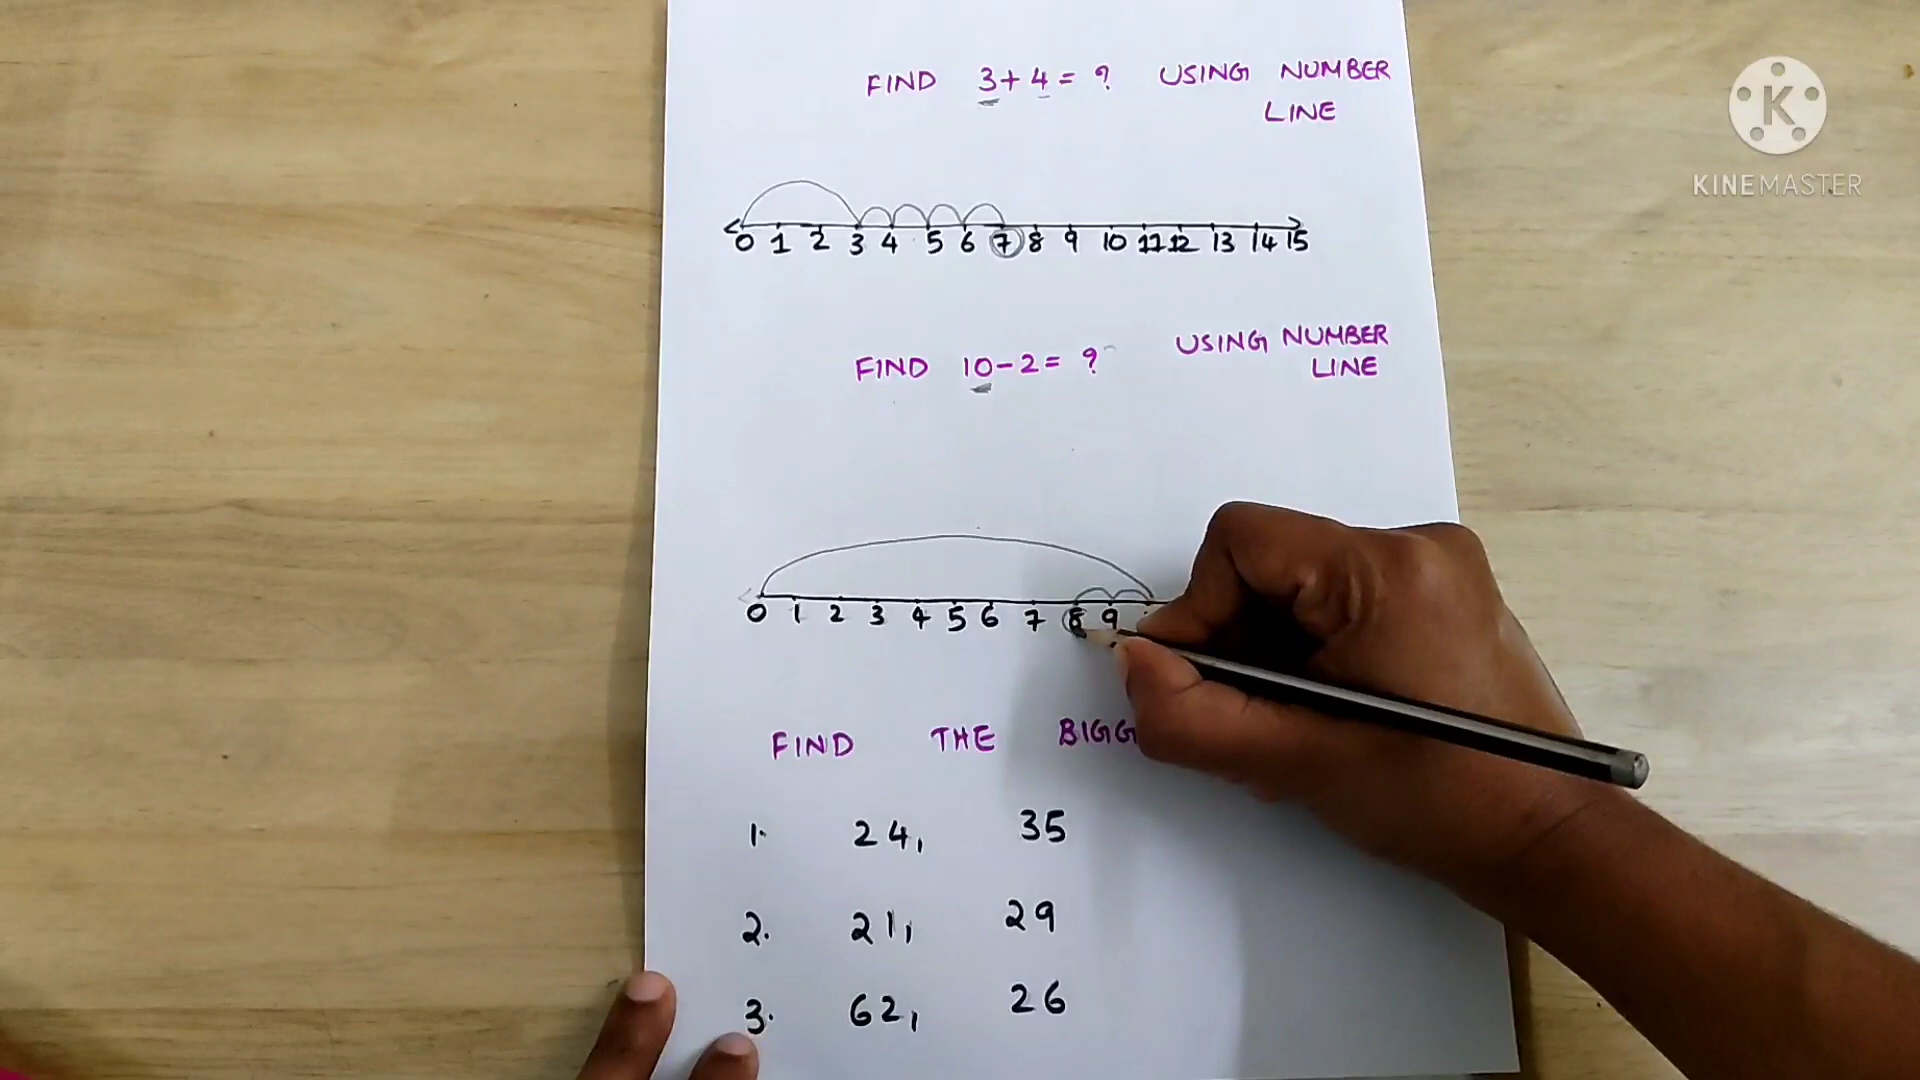 FIND 3+4 = ? USING NUMBER
LINE
K
KINEMASTER
0 1 2 3 4 5 6 7 8 9 10 11 12 13 14 15
FIND 10-2 = ? USING NUMBER
LINE
0 1 2 3 4 5 6 7 8 9
FIND THE
1. 24, 35
2. 21, 29
3. 62, 26